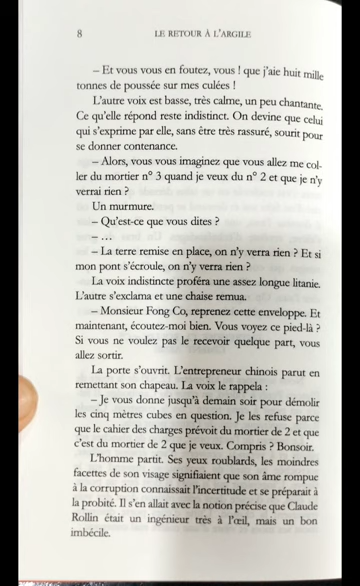 8 LE RETOUR À L'ARGILE
– Et vous vous en foutez, vous ! que j'aie huit mille
tonnes de poussée sur mes culées !
L'autre voix est basse, très calme, un peu chantante.
Ce qu'elle répond reste indistinct. On devine que celui
qui s'exprime par elle, sans être très rassuré, sourit pour
se donner contenance.
– Alors, vous vous imaginez que vous allez me col-
ler du mortier n° 3 quand je veux du n° 2 et que je n'y
verrai rien ?
Un murmure.
– Qu'est-ce que vous dites ?
– ...
– La terre remise en place, on n'y verra rien ? Et si
mon pont s'écroule, on n'y verra rien ?
La voix indistincte proféra une assez longue litanie.
L'autre s'exclama et une chaise remua.
– Monsieur Fong Co, reprenez cette enveloppe. Et
maintenant, écoutez-moi bien. Vous voyez ce pied-là ?
Si vous ne voulez pas le recevoir quelque part, vous
allez sortir.
La porte s'ouvrit. L'entrepreneur chinois parut en
remettant son chapeau. La voix le rappela :
– Je vous donne jusqu'à demain soir pour démolir
les cinq mètres cubes en question. Je les refuse parce
que le cahier des charges prévoit du mortier de 2 et que
c'est du mortier de 2 que je veux. Compris ? Bonsoir.
L'homme partit. Ses yeux roublards, les moindres
facettes de son visage signifiaient que son âme rompue
à la corruption connaissait l'incertitude et se préparait à
la probité. Il s'en allait avec la notion précise que Claude
Rollin était un ingénieur très à l'œil, mais un bon
imbécile.